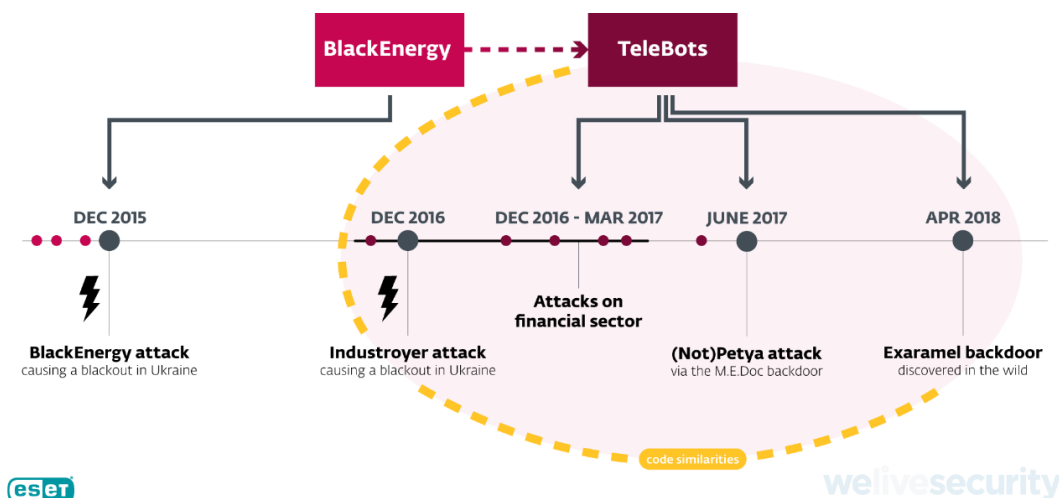 BlackEnergy
TeleBots
DEC 2015
DEC 2016
DEC 2016 - MAR 2017
JUNE 2017
APR 2018
Attacks on
financial sector
BlackEnergy attack
causing a blackout in Ukraine
Industroyer attack
causing a blackout in Ukraine
(Not)Petya attack
via the M.E.Doc backdoor
Exaramel backdoor
discovered in the wild
code similarities
eseT
welivesecurity